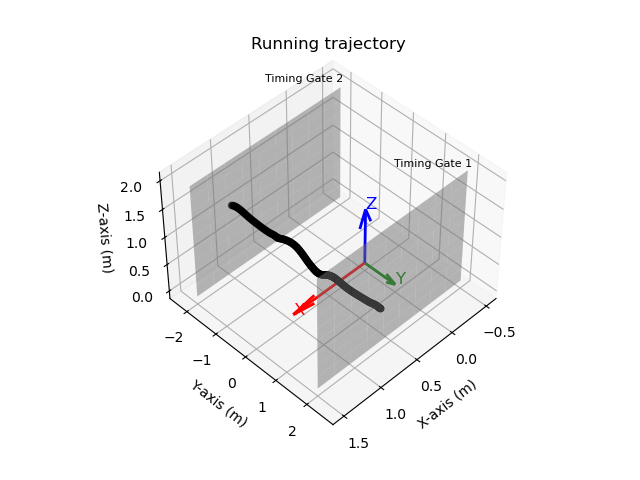 Running trajectory
Timing Gate 2
Timing Gate 1
Z
Y
X
2.0
1.5
1.0
0.5
0.0
Z-axis (m)
−2
−1
0
1
2
Y-axis (m)
−0.5
0.0
0.5
1.0
1.5
X-axis (m)